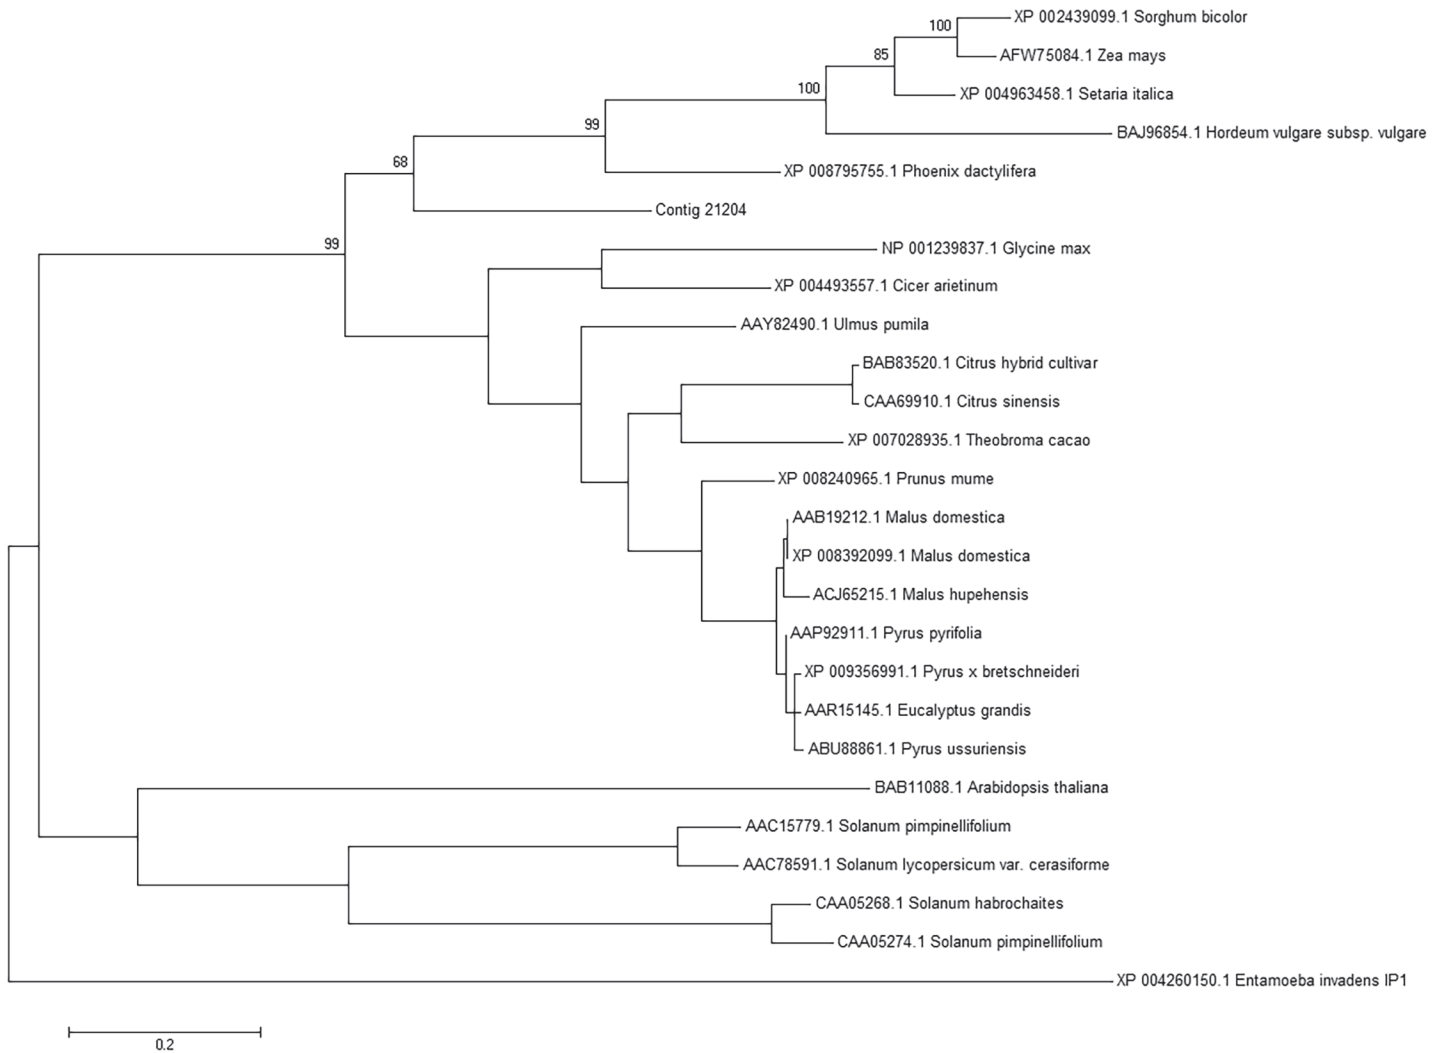 XP 002439099.1 Sorghum bicolor
100
AFW75084.1 Zea mays
85
XP 004963458.1 Setaria italica
100
BAJ96854.1 Hordeum vulgare subsp. vulgare
99
68
XP 008795755.1 Phoenix dactylifera
Contig 21204
99
NP 001239837.1 Glycine max
XP 004493557.1 Cicer arietinum
AAY82490.1 Ulmus pumila
BAB83520.1 Citrus hybrid cultivar
CAA69910.1 Citrus sinensis
XP 007028935.1 Theobroma cacao
XP 008240965.1 Prunus mume
AAB19212.1 Malus domestica
XP 008392099.1 Malus domestica
ACJ65215.1 Malus hupehensis
AAP92911.1 Pyrus pyrifolia
XP 009356991.1 Pyrus x bretschneideri
AAR15145.1 Eucalyptus grandis
ABU88861.1 Pyrus ussuriensis
BAB11088.1 Arabidopsis thaliana
AAC15779.1 Solanum pimpinellifolium
AAC78591.1 Solanum lycopersicum var. cerasiforme
CAA05268.1 Solanum habrochaites
CAA05274.1 Solanum pimpinellifolium
XP 004260150.1 Entamoeba invadens IP1
0.2